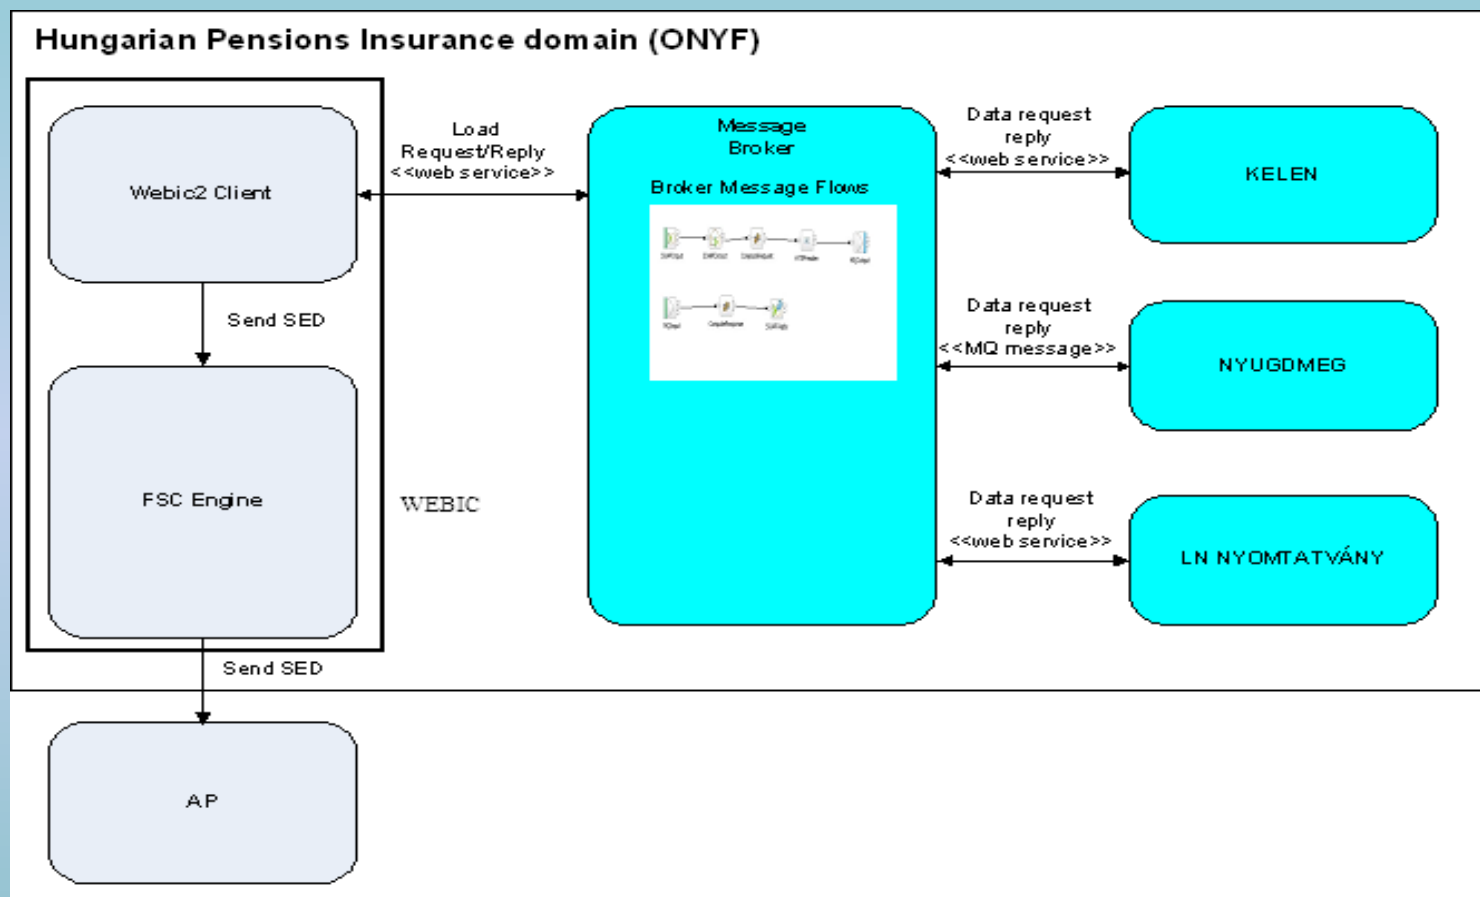 Hungarian Pensions Insurance domain (ONYF)
Webic2 Client
Load
Request/Reply
<<web service>>
Message
Broker
Broker Message Flows
Data request
reply
<<web service>>
KELEN
Send SED
Data request
reply
<<MQ message>>
NYUGDMEG
FSC Engine
WEBIC
Data request
reply
<<web service>>
LN NYOMTATVÁNY
Send SED
AP